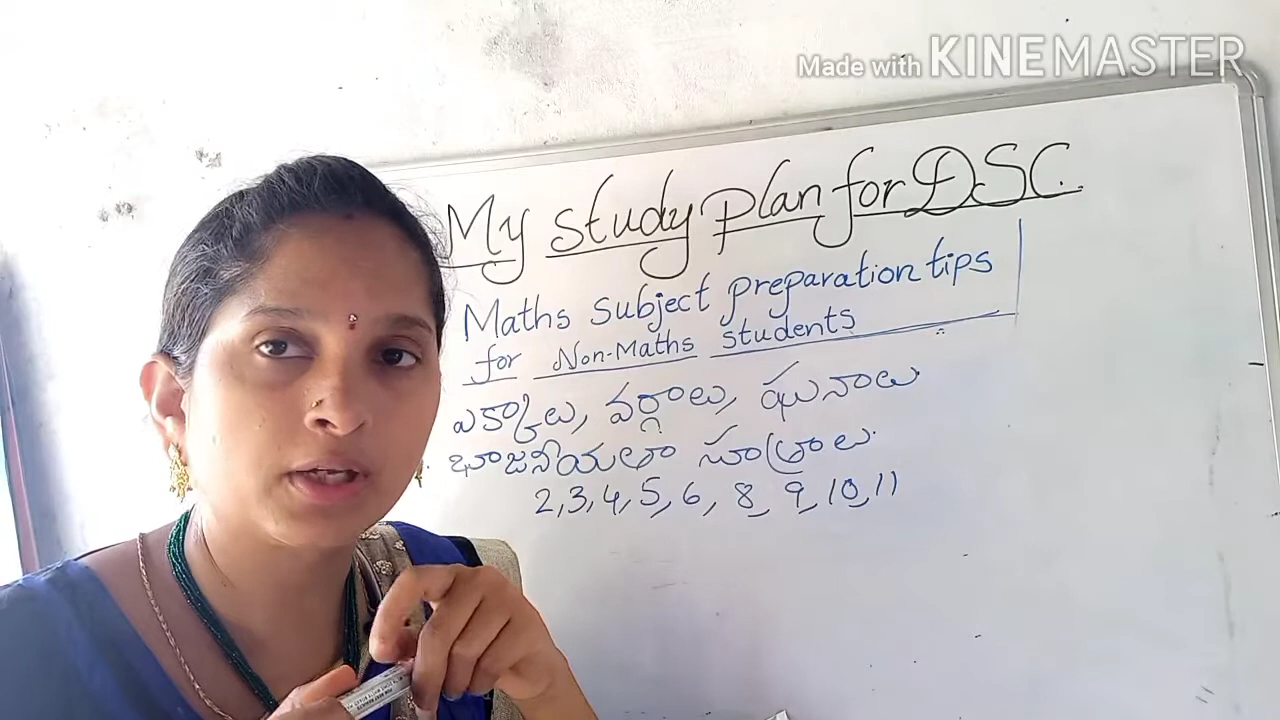 Made with KINEMASTER
My study plan for DSC.
Maths subject preparation tips
for Non-Maths students
ఎక్కాలు, వర్గాలు, ఘనాలు
భాజనీయతా సూత్రాలు
2,3,4,5,6,8,9,10,11